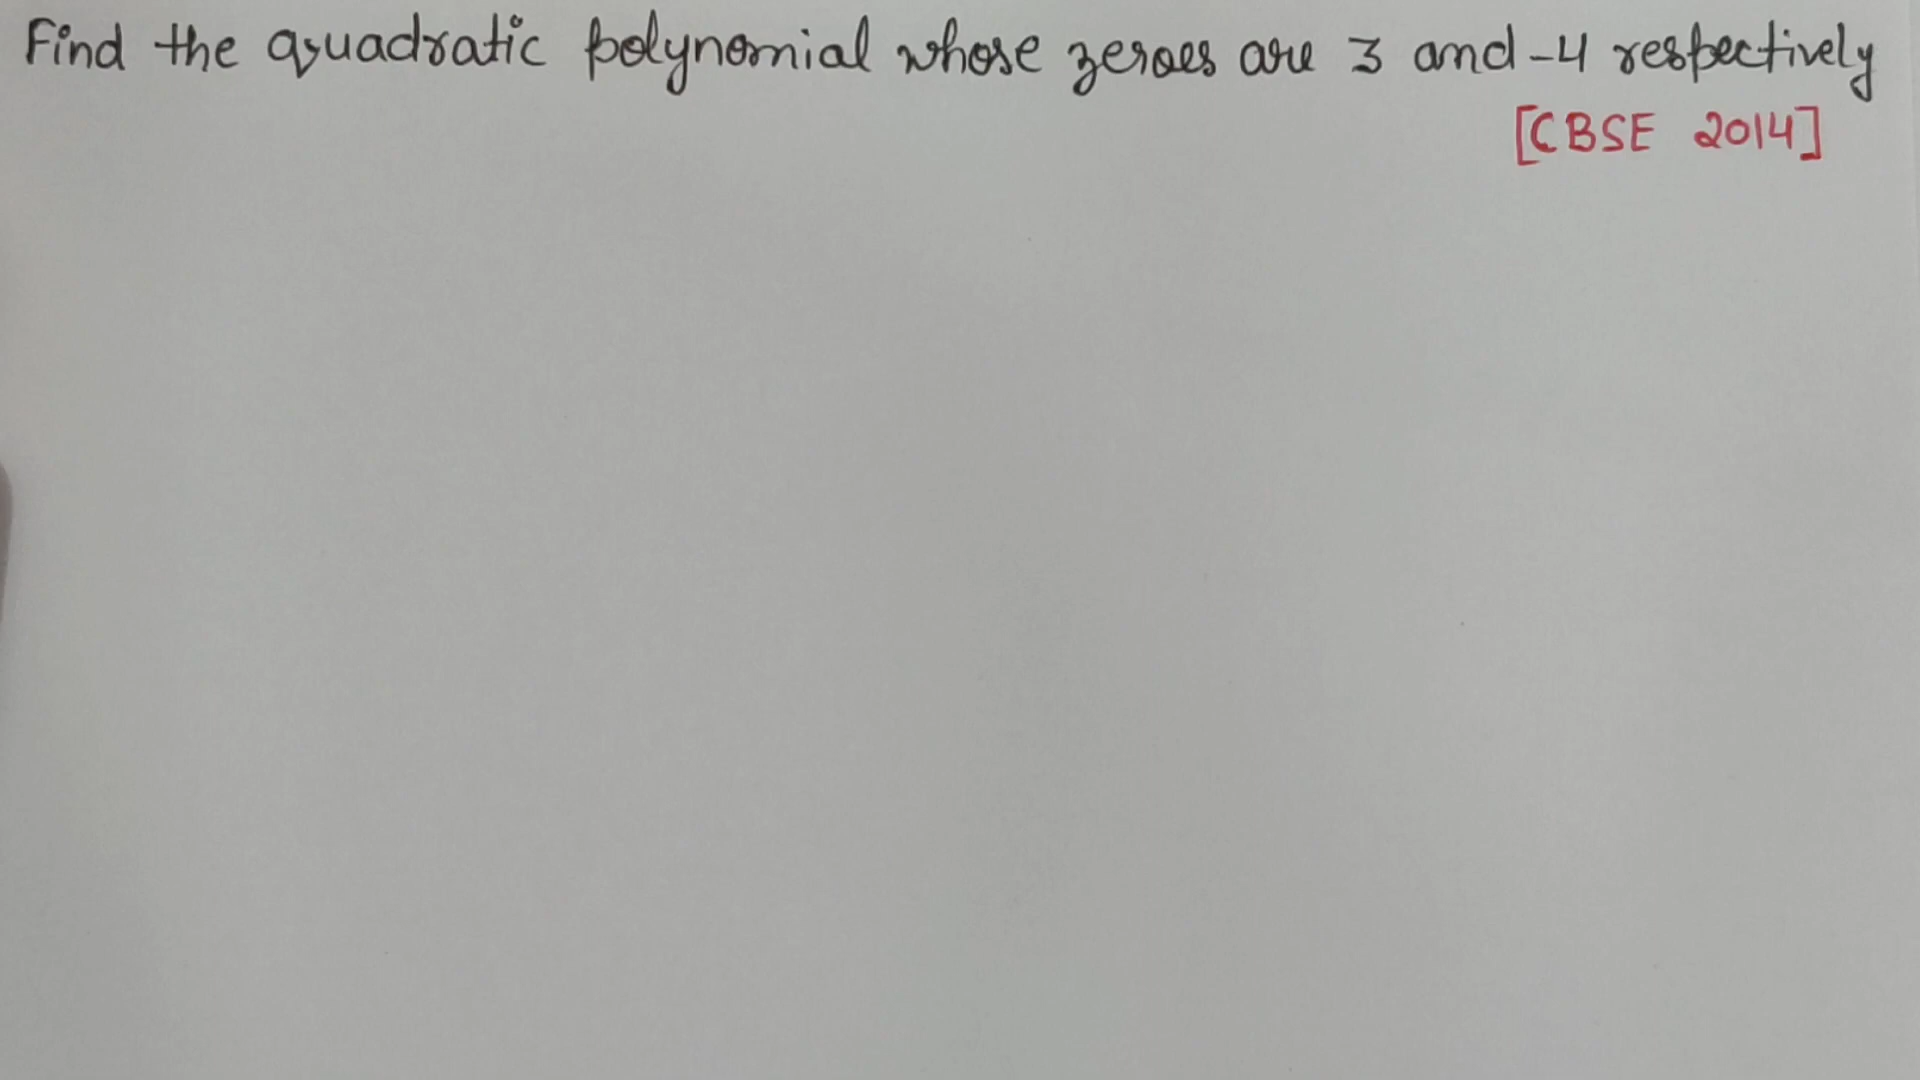 Find the quadratic polynomial whose zeroes are 3 and -4 respectively
[CBSE 2014]